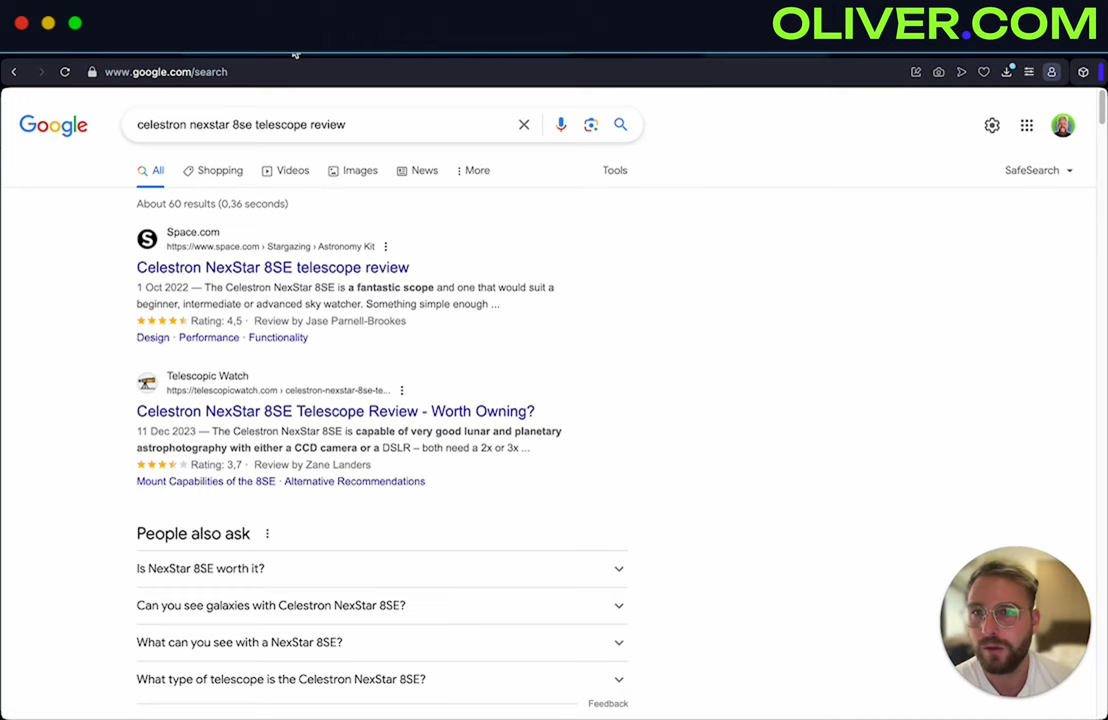 OLIVER.COM
www.google.com/search
Google
celestron nexstar 8se telescope review
All Shopping Videos Images News More Tools SafeSearch
About 60 results (0,36 seconds)
Space.com
https://www.space.com › Stargazing › Astronomy Kit
Celestron NexStar 8SE telescope review
1 Oct 2022 — The Celestron NexStar 8SE is a fantastic scope and one that would suit a
beginner, intermediate or advanced sky watcher. Something simple enough ...
Rating: 4,5 · Review by Jase Parnell-Brookes
Design · Performance · Functionality
Telescopic Watch
https://telescopicwatch.com › celestron-nexstar-8se-te...
Celestron NexStar 8SE Telescope Review - Worth Owning?
11 Dec 2023 — The Celestron NexStar 8SE is capable of very good lunar and planetary
astrophotography with either a CCD camera or a DSLR – both need a 2x or 3x ...
Rating: 3,7 · Review by Zane Landers
Mount Capabilities of the 8SE · Alternative Recommendations
People also ask
Is NexStar 8SE worth it?
Can you see galaxies with Celestron NexStar 8SE?
What can you see with a NexStar 8SE?
What type of telescope is the Celestron NexStar 8SE?
Feedback